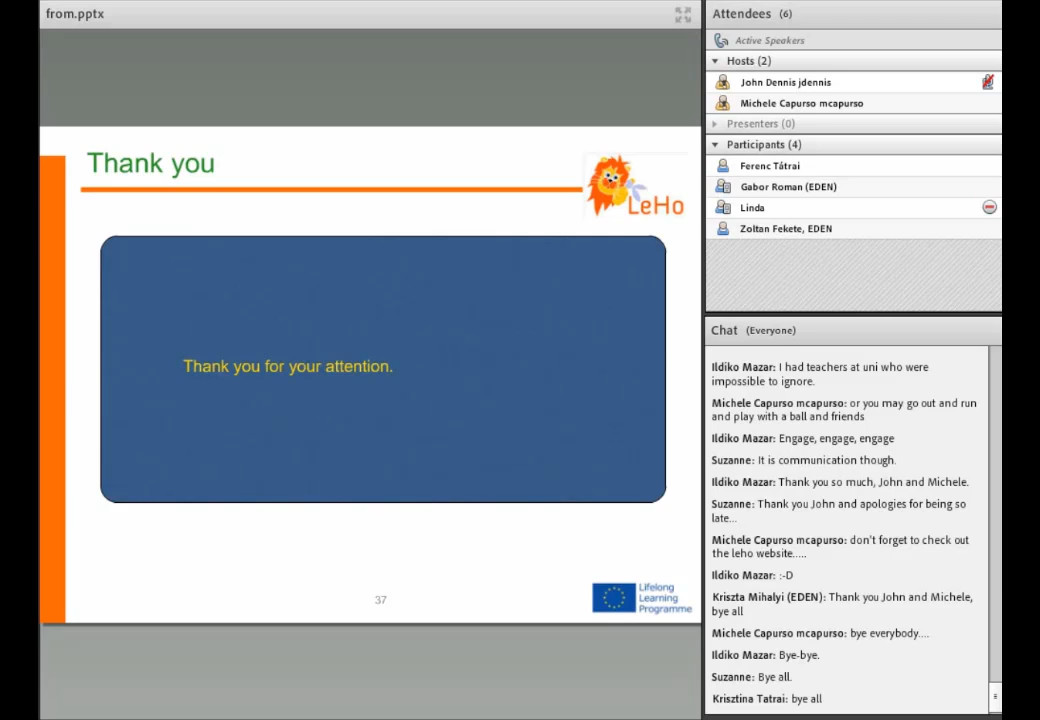 from.pptx
Thank you
LeHo
Thank you for your attention.
37
Lifelong
Learning
Programme
Attendees (6)
Active Speakers
Hosts (2)
John Dennis jdennis
Michele Capurso mcapurso
Presenters (0)
Participants (4)
Ferenc Tátrai
Gabor Roman (EDEN)
Linda
Zoltan Fekete, EDEN
Chat (Everyone)
Ildiko Mazar: I had teachers at uni who were
impossible to ignore.
Michele Capurso mcapurso: or you may go out and run
and play with a ball and friends
Ildiko Mazar: Engage, engage, engage
Suzanne: It is communication though.
Ildiko Mazar: Thank you so much, John and Michele.
Suzanne: Thank you John and apologies for being so
late...
Michele Capurso mcapurso: don't forget to check out
the leho website.....
Ildiko Mazar: :-D
Kriszta Mihalyi (EDEN): Thank you John and Michele,
bye all
Michele Capurso mcapurso: bye everybody....
Ildiko Mazar: Bye-bye.
Suzanne: Bye all.
Krisztina Tatrai: bye all